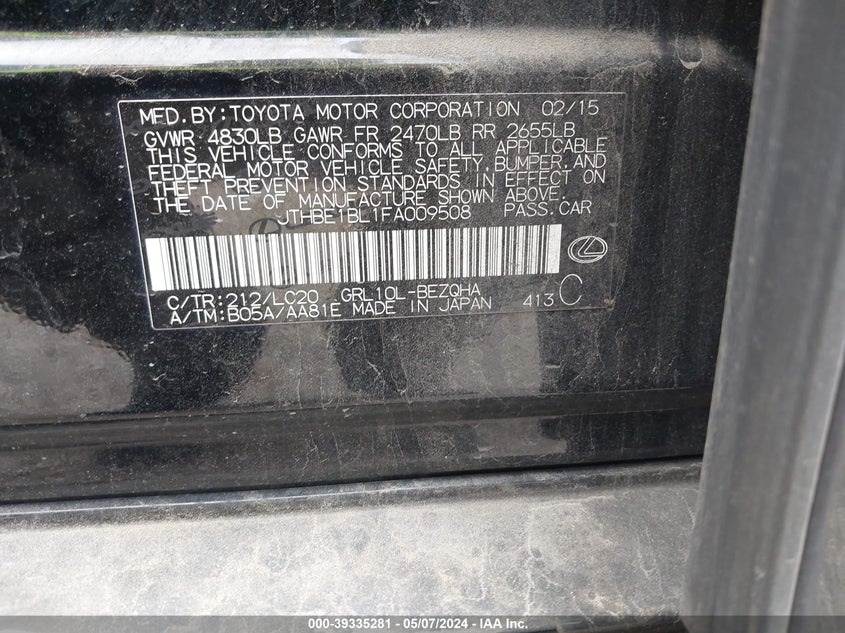 MFD.BY:TOYOTA MOTOR CORPORATION 02/15
GVWR 4830LB GAWR FR 2470LB RR 2655LB
THIS VEHICLE CONFORMS TO ALL APPLICABLE
FEDERAL MOTOR VEHICLE SAFETY,BUMPER,AND
THEFT PREVENTION STANDARDS IN EFFECT ON
THE DATE OF MANUFACTURE SHOWN ABOVE.
JTHBE1BL1FA009508 PASS.CAR
C/TR:212/LC20 GRL10L-BEZQHA
A/TM:B05A/AA81E MADE IN JAPAN 413 C
000-39335281 - 05/07/2024 - IAA Inc.